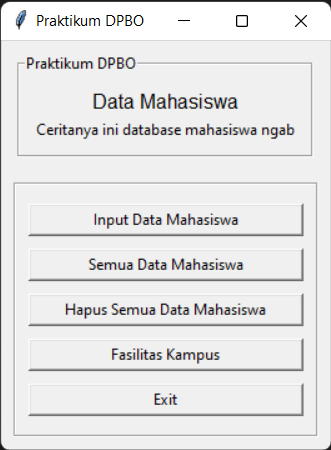 Praktikum DPBO
Praktikum DPBO
Data Mahasiswa
Ceritanya ini database mahasiswa ngab
Input Data Mahasiswa
Semua Data Mahasiswa
Hapus Semua Data Mahasiswa
Fasilitas Kampus
Exit